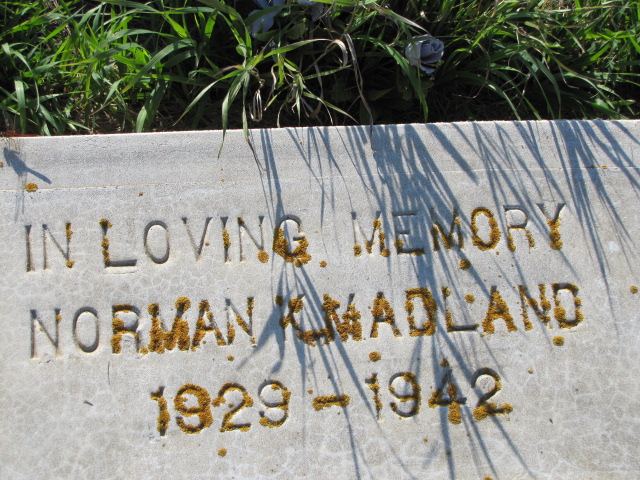 IN LOVING MEMORY
NORMAN K. MADLAND
1929 - 1942